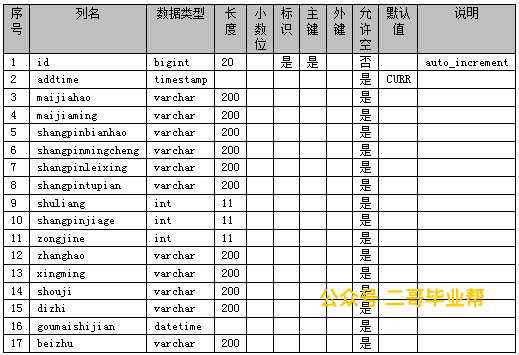 序号 列名 数据类型 长度 小数位 标识 主键 外键 允许空 默认值 说明
1 id bigint 20 是 是 否 auto_increment
2 addtime timestamp 是 CURR
3 maijiahao varchar 200 是
4 maijiaming varchar 200 是
5 shangpinbianhao varchar 200 是
6 shangpinmingcheng varchar 200 是
7 shangpinleixing varchar 200 是
8 shangpintupian varchar 200 是
9 shuliang int 11 是
10 shangpinjiage int 11 是
11 zongjine int 11 是
12 zhanghao varchar 200 是
13 xingming varchar 200 是
14 shouji varchar 200 是
公众号 二哥毕业帮
15 dizhi varchar 200 是
16 goumaishijian datetime 是
17 beizhu varchar 200 是